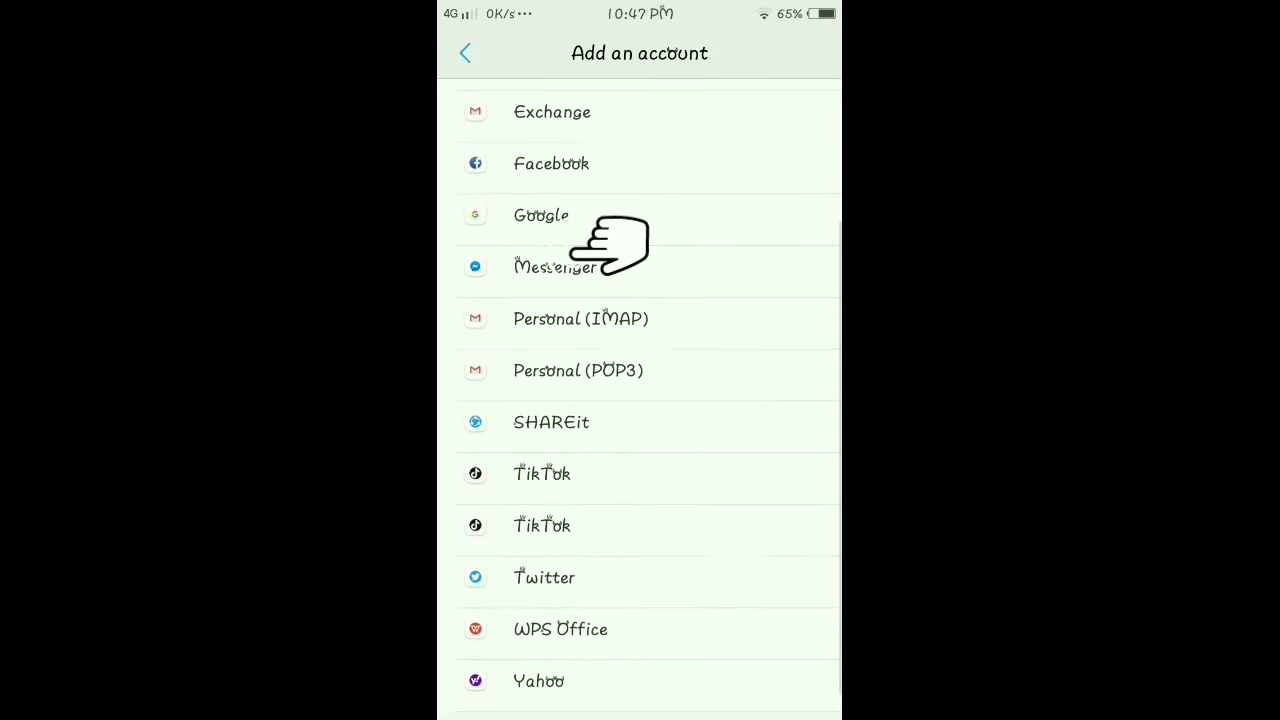 4G 0K/s... 10:47 PM 65%
Add an account
Exchange
Facebook
Google
Messenger
Personal (IMAP)
Personal (POP3)
SHAREit
TikTok
TikTok
Twitter
WPS Office
Yahoo